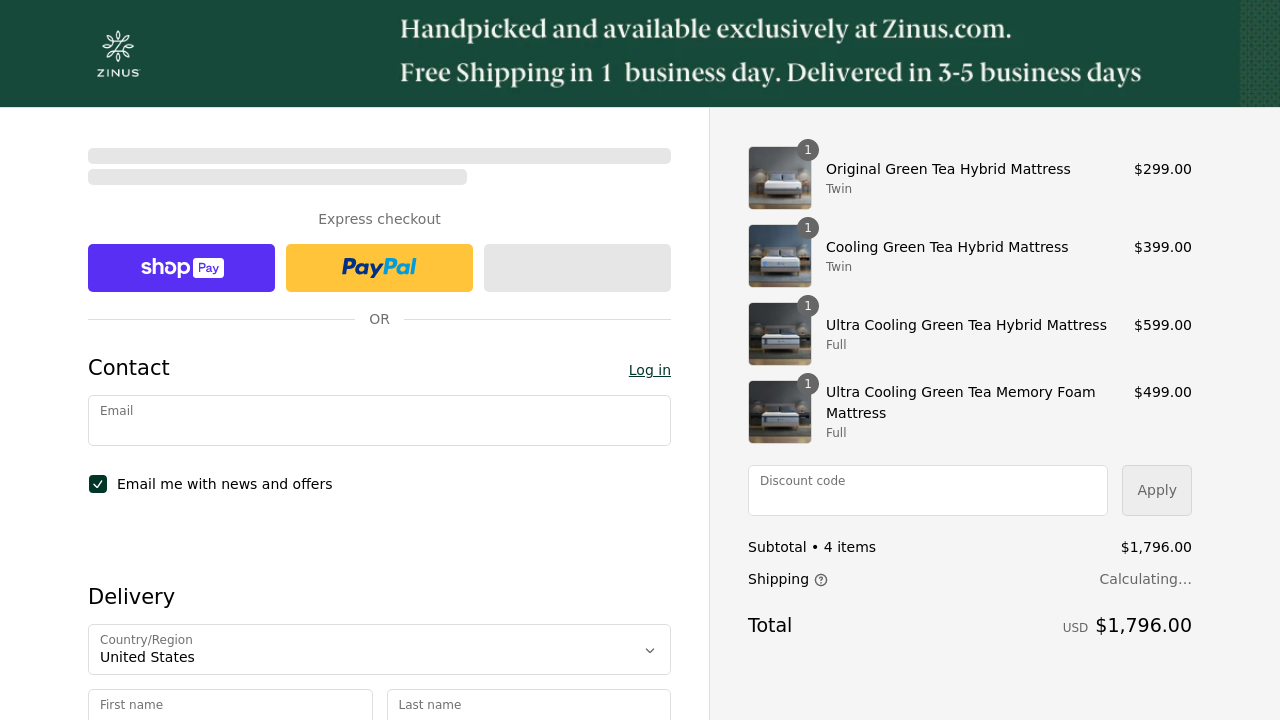 ZINUS
Handpicked and available exclusively at Zinus.com.
Free Shipping in 1 business day. Delivered in 3-5 business days
Express checkout
shop Pay
PayPal
OR
Contact
Log in
Email
Email me with news and offers
Delivery
Country/Region
United States
First name
Last name
1
Original Green Tea Hybrid Mattress
$299.00
Twin
1
Cooling Green Tea Hybrid Mattress
$399.00
Twin
1
Ultra Cooling Green Tea Hybrid Mattress
$599.00
Full
1
Ultra Cooling Green Tea Memory Foam
Mattress
$499.00
Full
Discount code
Apply
Subtotal • 4 items
$1,796.00
Shipping
Calculating…
Total
USD $1,796.00